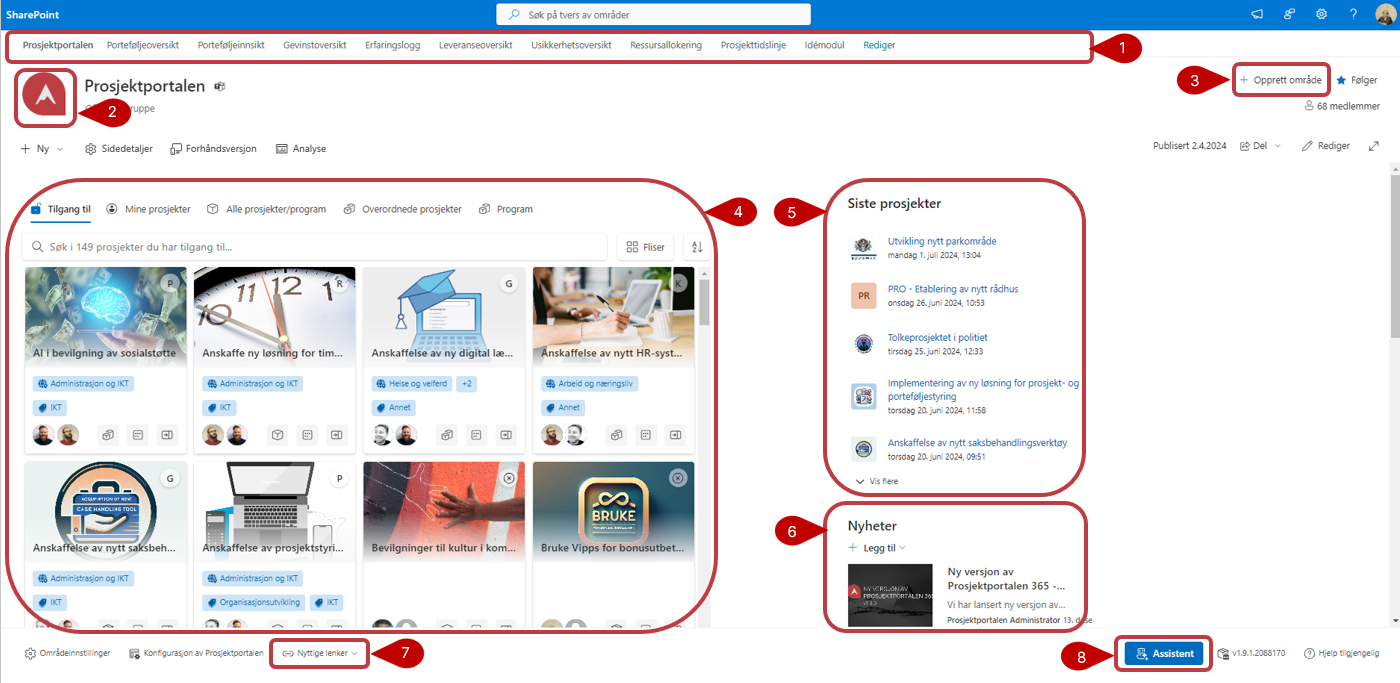 SharePoint
Søk på tvers av områder
Prosjektportalen Porteføljeoversikt Porteføljeinnsikt Gevinstoversikt Erfaringslogg Leveranseoversikt Usikkerhetsoversikt Ressursallokering Prosjekttidslinje Idémodul Rediger
1
Prosjektportalen
2
3
Opprett område
Følger
68 medlemmer
Ny Sidedetaljer Forhåndsversjon Analyse
Publisert 2.4.2024 Del Rediger
Tilgang til Mine prosjekter Alle prosjekter/program Overordnede prosjekter Program
4
Søk i 149 prosjekter du har tilgang til...
Fliser
P
AI i bevilgning av sosialstøtte
Administrasjon og IKT
IKT
R
11 12 1
10
Anskaffe ny løsning for tim...
Administrasjon og IKT
IKT
G
Anskaffelse av ny digital læ...
Helse og velferd +2
Annet
K
Anskaffelse av nytt HR-syst...
Arbeid og næringsliv
Annet
G
ACQUISITION OF NEW
CASE HANDLING TOOL
Anskaffelse av nytt saksbeh...
Administrasjon og IKT
IKT
P
Anskaffelse av prosjektstyri...
Administrasjon og IKT
Organisasjonsutvikling IKT
Bevilgninger til kultur i kom...
BRUKE
Bruke Vipps for bonusutbet...
5
Siste prosjekter
Utvikling nytt parkområde
mandag 1. juli 2024, 13:04
PR
PRO - Etablering av nytt rådhus
onsdag 26. juni 2024, 10:53
Tolkeprosjektet i politiet
tirsdag 25. juni 2024, 12:33
Implementering av ny løsning for prosjekt- og
porteføljestyring
torsdag 20. juni 2024, 11:58
Anskaffelse av nytt saksbehandlingsverktøy
torsdag 20. juni 2024, 09:51
Vis flere
6
Nyheter
Legg til
NY VERSJON AV
PROSJEKTPORTALEN 365
Ny versjon av
Prosjektportalen 365 -...
Vi har lansert ny versjon av...
Prosjektportalen Administrator 13. dese
Områdeinnstillinger Konfigurasjon av Prosjektportalen Nyttige lenker
7
8
Assistent
v1.9.1.2088170
Hjelp tilgjengelig